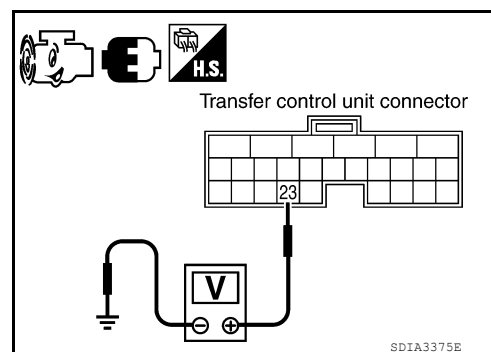 H.S.
Transfer control unit connector
23
V
⊖ ⊕
SDIA3375E